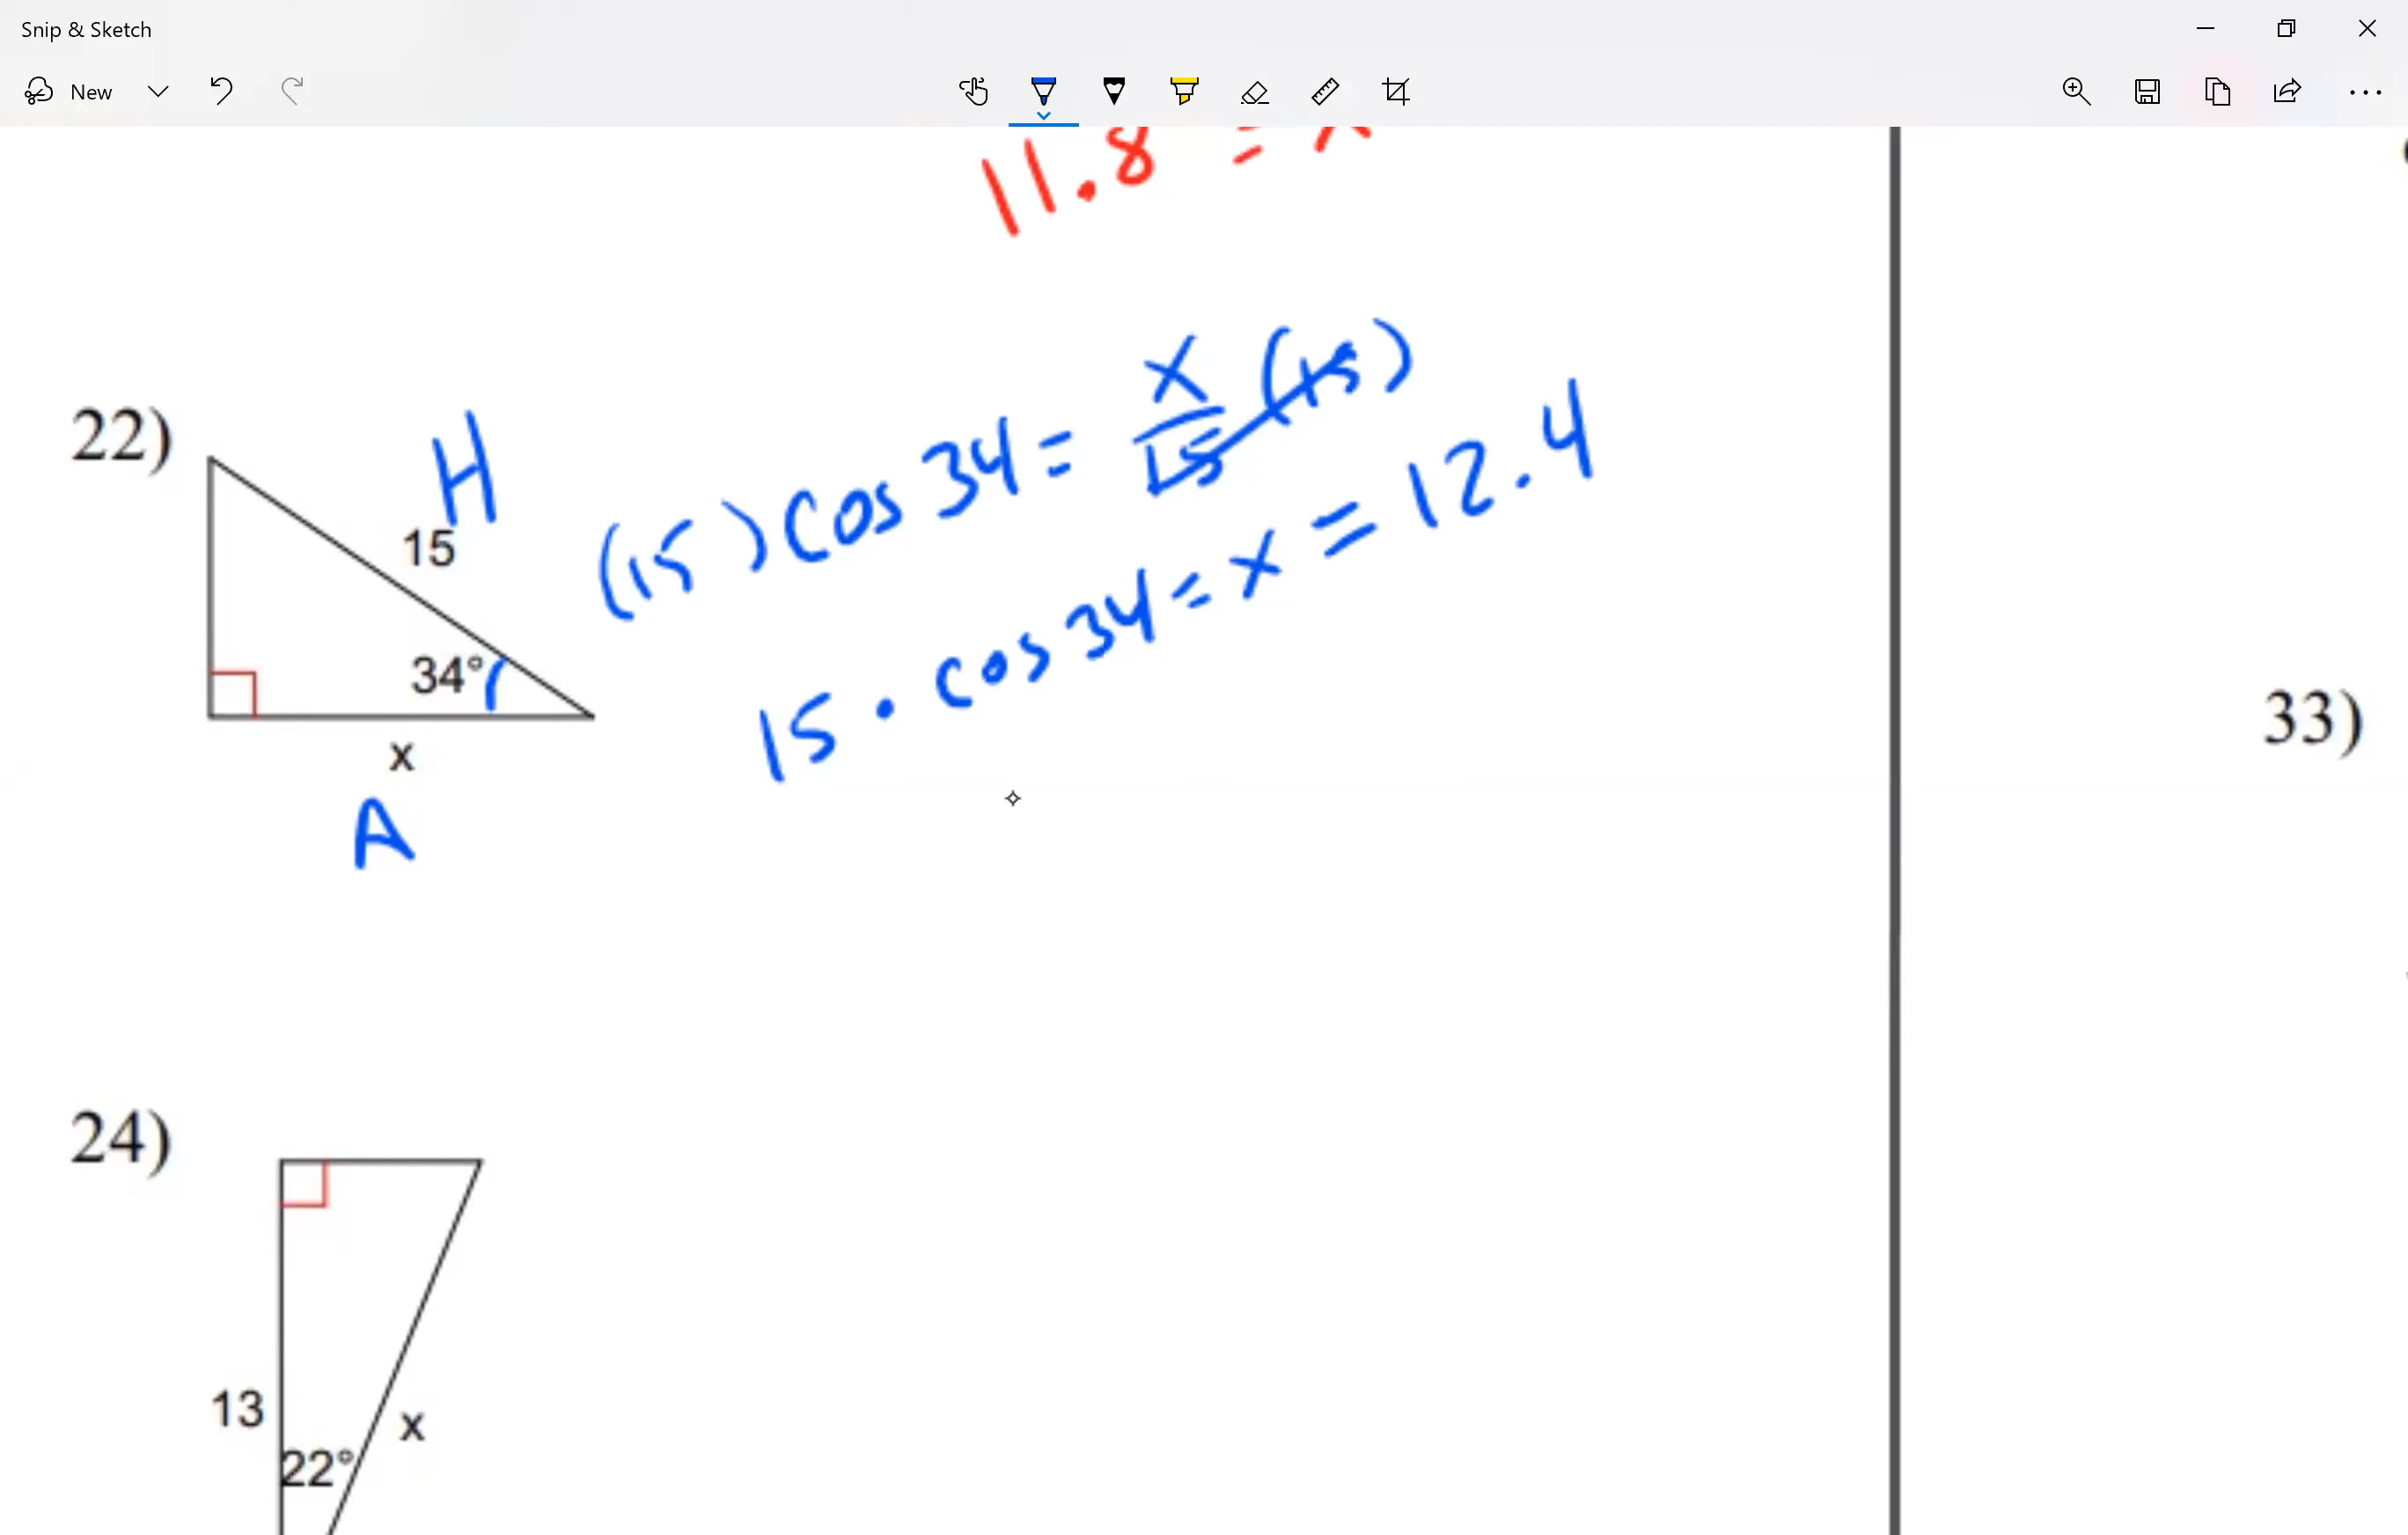 Snip & Sketch
New
11.8 = x
22)
H
15
34°
x
A
(15) cos 34 = x/15 (15)
15 · cos 34 = x = 12.4
33)
24)
13
x
22°